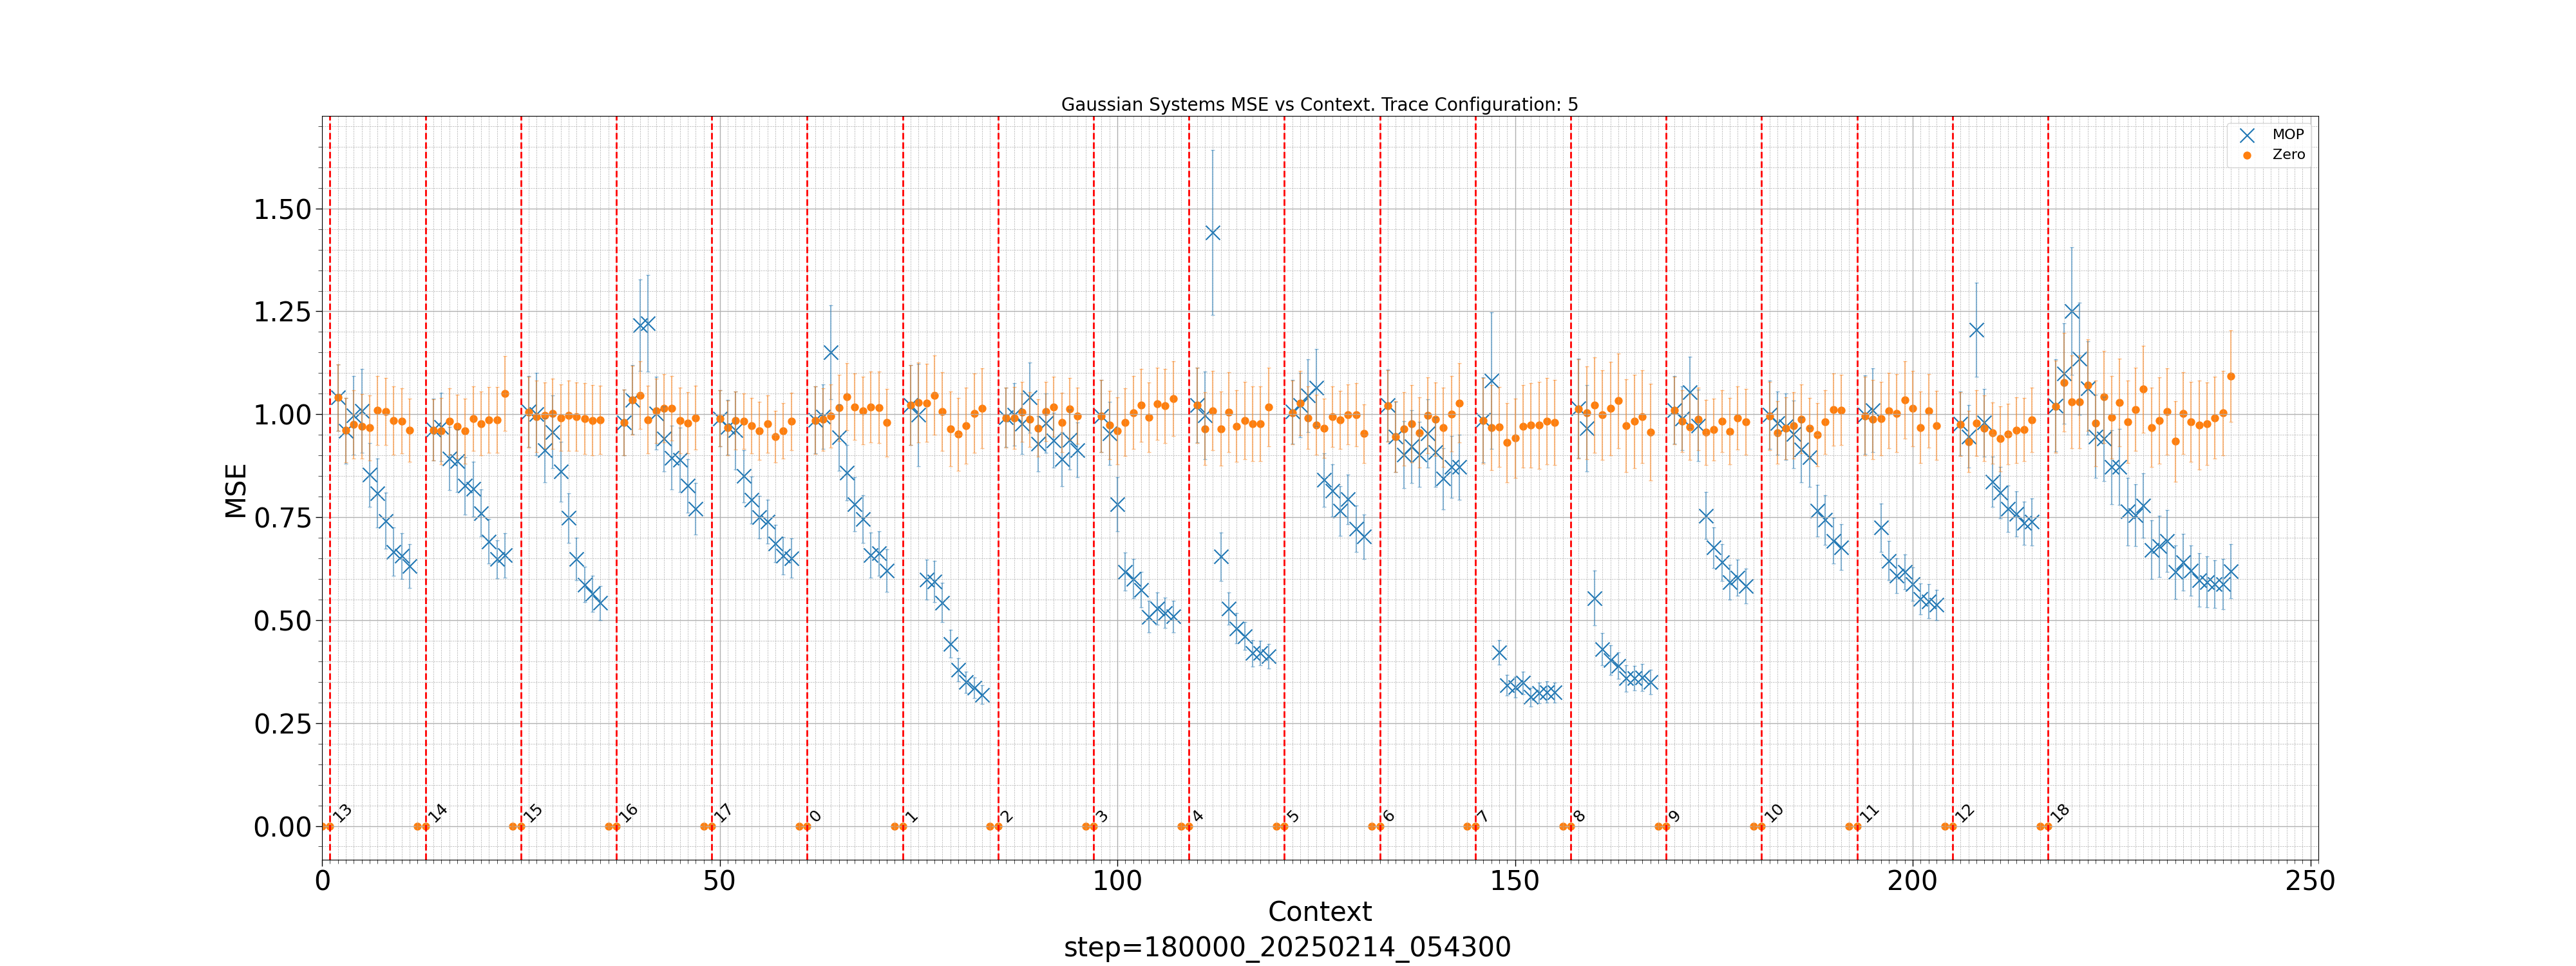 Gaussian Systems MSE vs Context. Trace Configuration: 5
MOP
Zero
MSE
1.50
1.25
1.00
0.75
0.50
0.25
0.00
13 14 15 16 17 0 1 2 3 4 5 6 7 8 9 10 11 12 18
0 50 100 150 200 250
Context
step=180000_20250214_054300